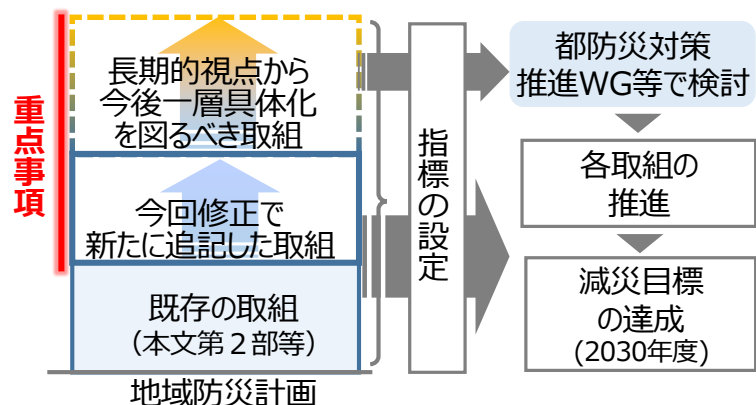 重点事項
長期的視点から
今後一層具体化
を図るべき取組
今回修正で
新たに追記した取組
既存の取組
（本文第２部等）
地域防災計画
指標の設定
都防災対策
推進WG等で検討
各取組の
推進
減災目標
の達成
(2030年度)